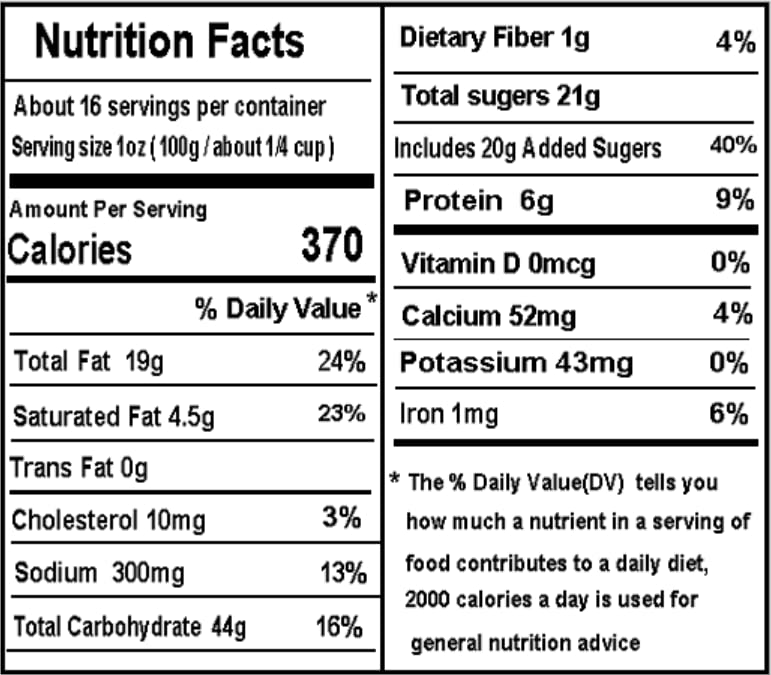 Nutrition Facts
About 16 servings per container
Serving size 1oz ( 100g / about 1/4 cup )
Amount Per Serving
Calories 370
% Daily Value *
Total Fat 19g 24%
Saturated Fat 4.5g 23%
Trans Fat 0g
Cholesterol 10mg 3%
Sodium 300mg 13%
Total Carbohydrate 44g 16%
Dietary Fiber 1g 4%
Total sugers 21g
Includes 20g Added Sugers 40%
Protein 6g 9%
Vitamin D 0mcg 0%
Calcium 52mg 4%
Potassium 43mg 0%
Iron 1mg 6%
* The % Daily Value(DV) tells you
how much a nutrient in a serving of
food contributes to a daily diet,
2000 calories a day is used for
general nutrition advice